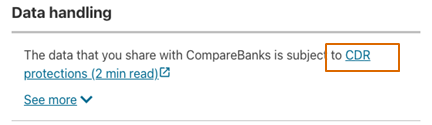 Data handling
The data that you share with CompareBanks is subject to CDR
protections (2 min read)
See more